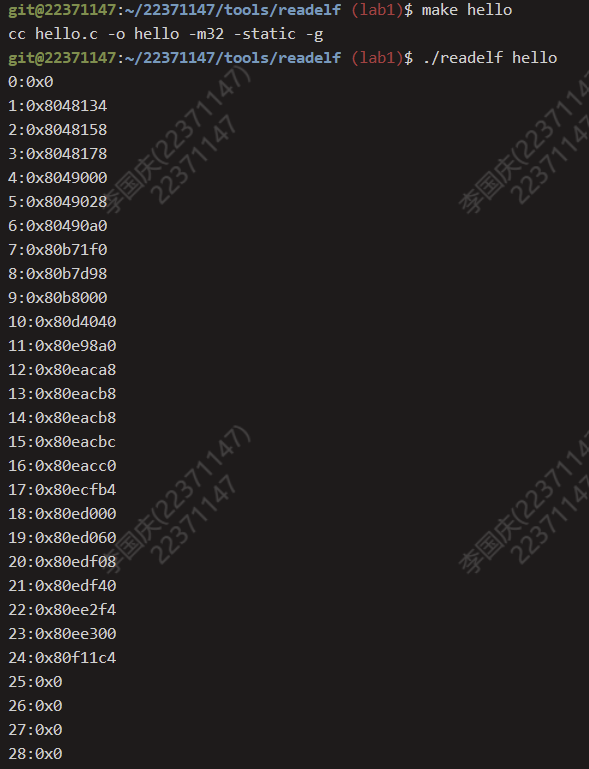 git@22371147:~/22371147/tools/readelf (lab1)$ make hello
cc hello.c -o hello -m32 -static -g
git@22371147:~/22371147/tools/readelf (lab1)$ ./readelf hello
0:0x0
1:0x8048134
2:0x8048158
3:0x8048178
4:0x8049000
5:0x8049028
6:0x80490a0
7:0x80b71f0
8:0x80b7d98
9:0x80b8000
10:0x80d4040
11:0x80e98a0
12:0x80eaca8
13:0x80eacb8
14:0x80eacb8
15:0x80eacbc
16:0x80eacc0
17:0x80ecfb4
18:0x80ed000
19:0x80ed060
20:0x80edf08
21:0x80edf40
22:0x80ee2f4
23:0x80ee300
24:0x80f11c4
25:0x0
26:0x0
27:0x0
28:0x0
李国庆(22371147)
22371147
李国庆(22371147)
22371147
李国庆(22371147)
22371147
李国庆(22371147)
22371147